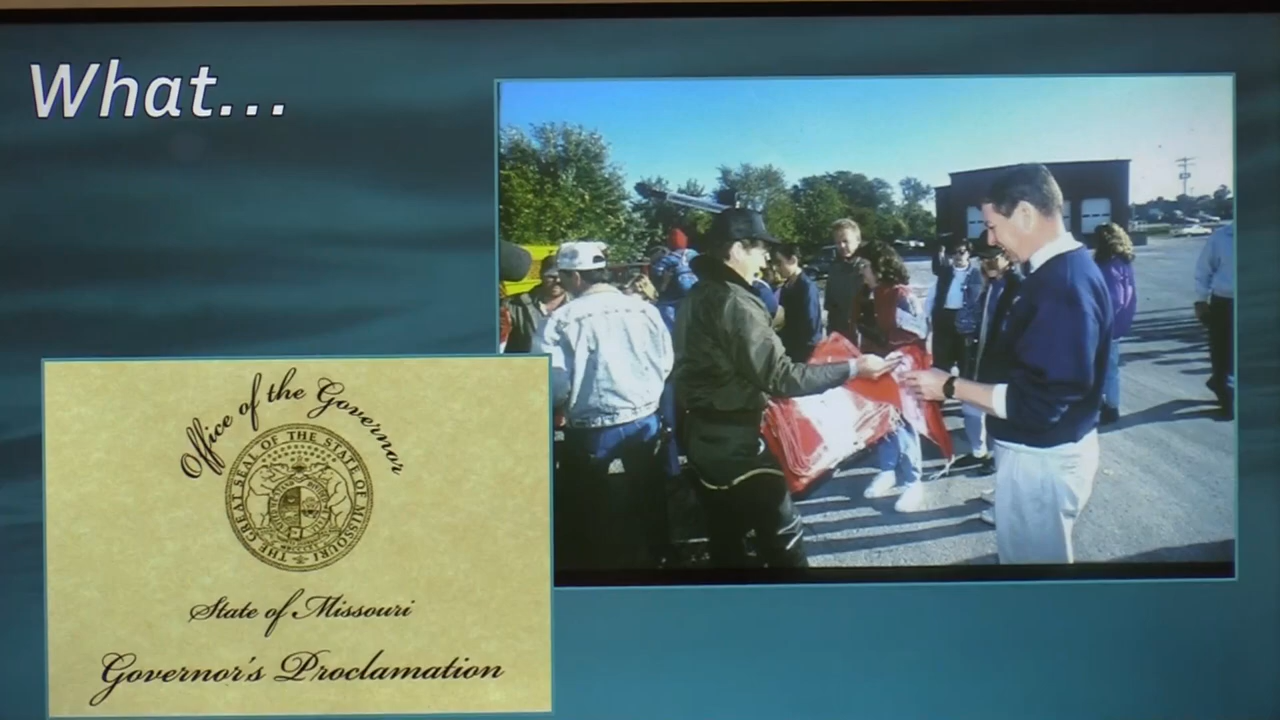 What...
Office of the Governor
THE GREAT SEAL OF THE STATE OF MISSOURI
State of Missouri
Governor's Proclamation